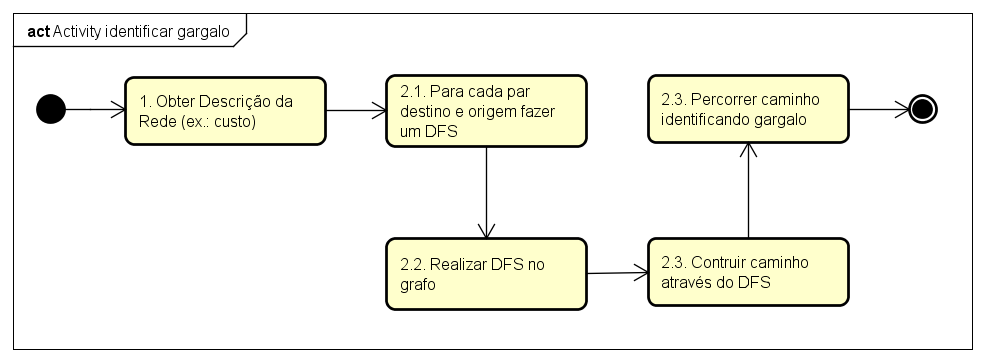 act Activity identificar gargalo
1. Obter Descrição da
Rede (ex.: custo)
2.1. Para cada par
destino e origem fazer
um DFS
2.2. Realizar DFS no
grafo
2.3. Contruir caminho
através do DFS
2.3. Percorrer caminho
identificando gargalo